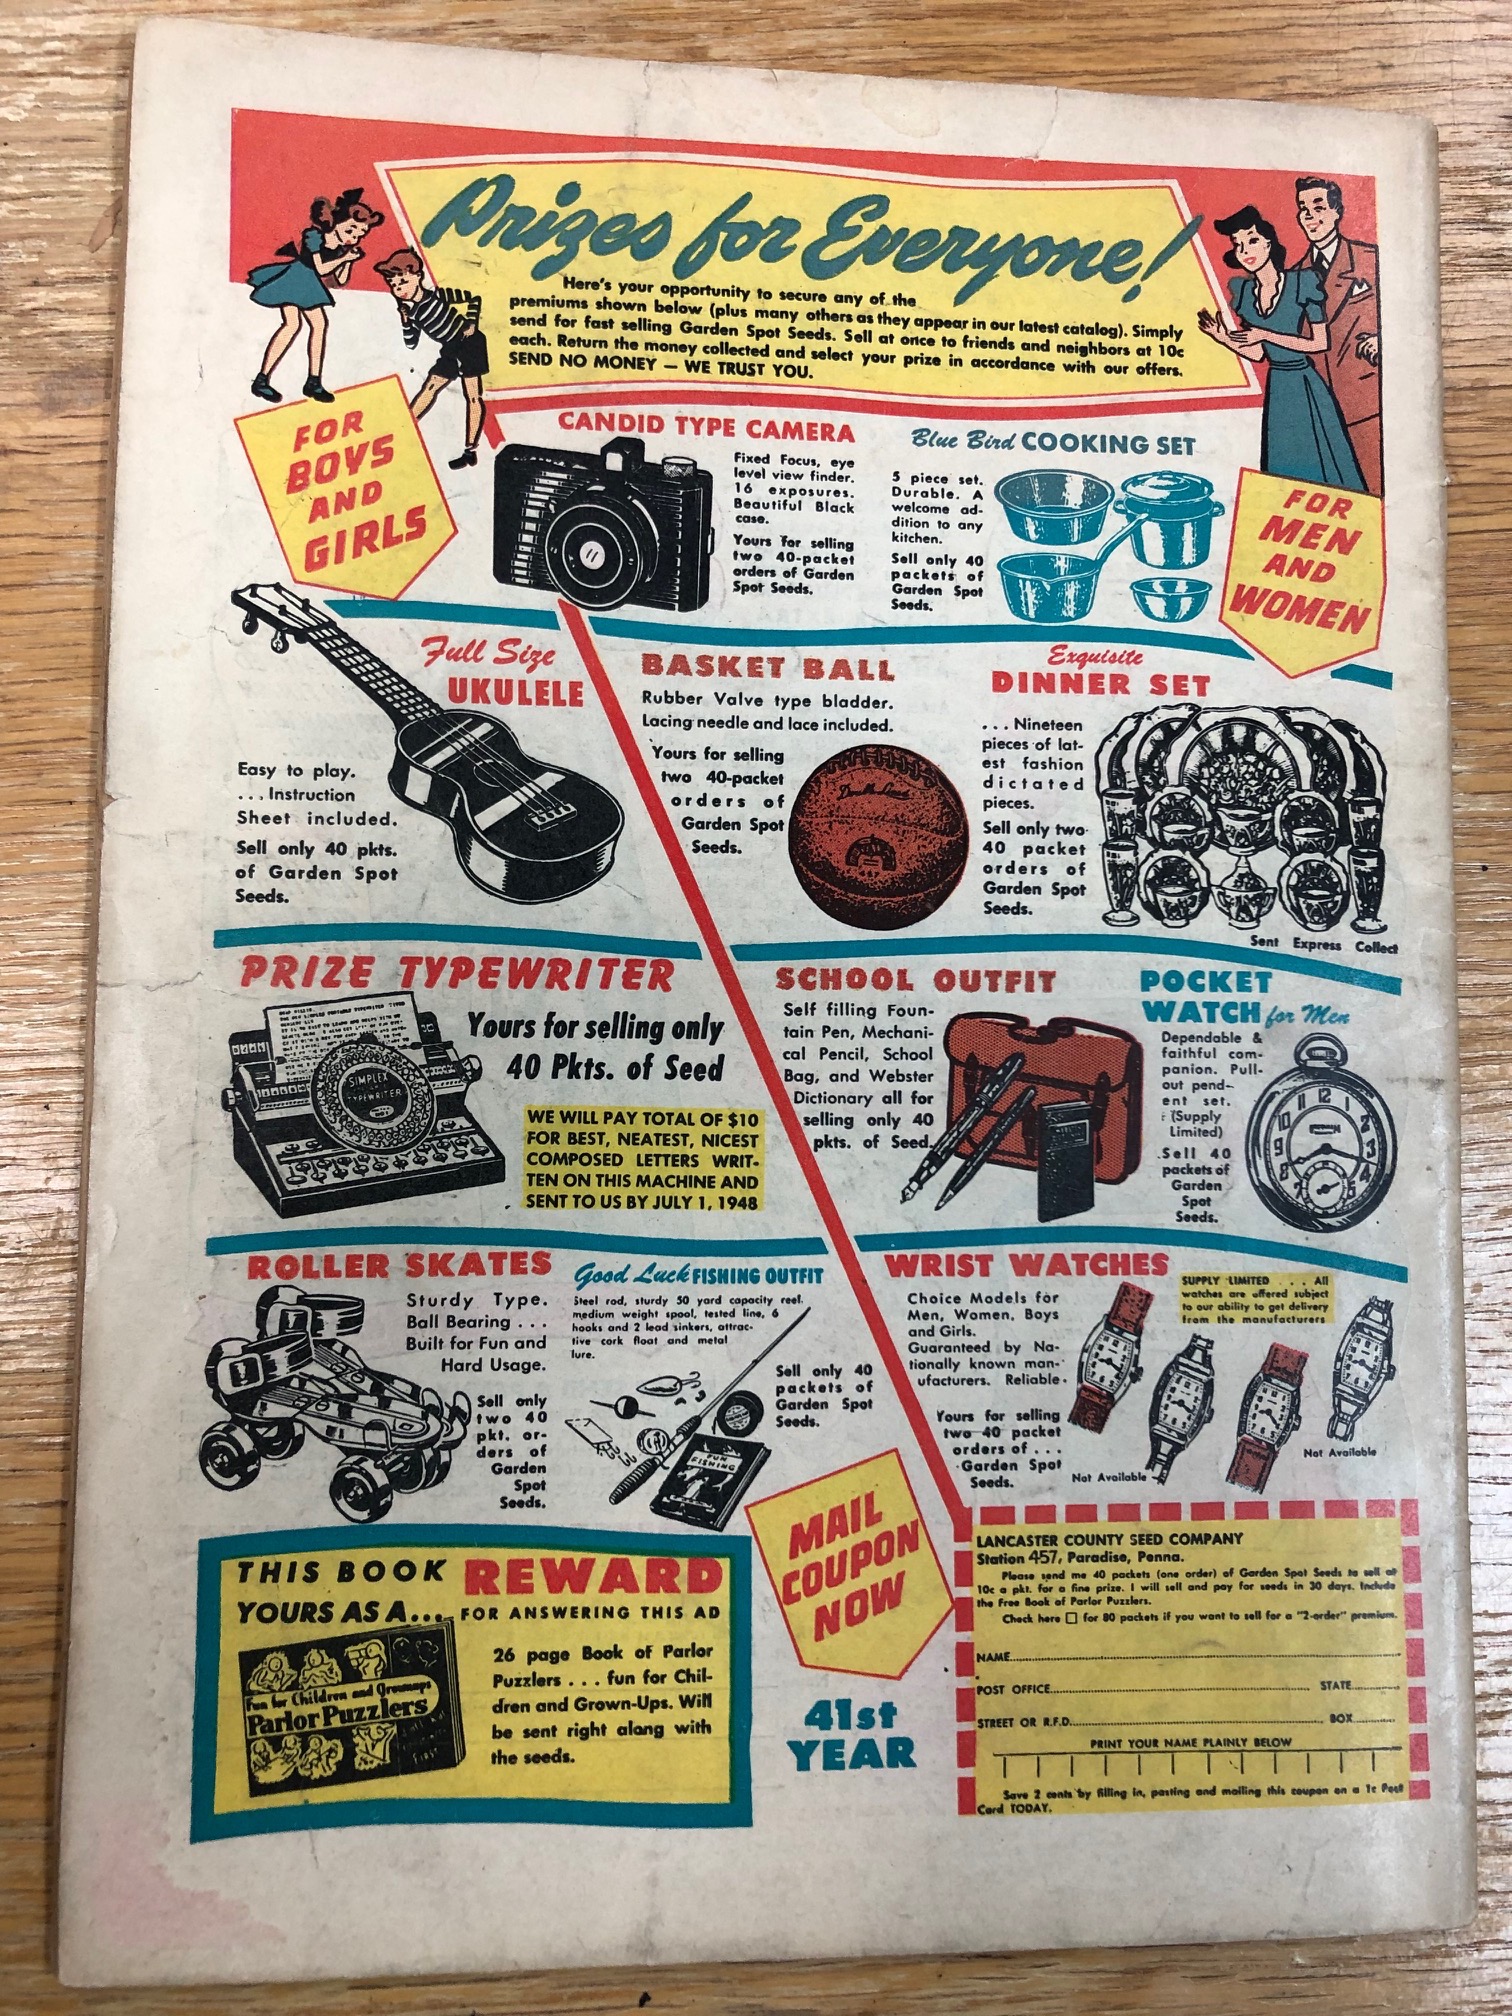 Prizes for Everyone!
Here's your opportunity to secure any of the
premiums shown below (plus many others as they appear in our latest catalog). Simply
send for fast selling Garden Spot Seeds. Sell at once to friends and neighbors at 10c
each. Return the money collected and select your prize in accordance with our offers.
SEND NO MONEY — WE TRUST YOU.
FOR
BOYS
AND
GIRLS
FOR
MEN
AND
WOMEN
CANDID TYPE CAMERA
Fixed Focus, eye
level view finder.
16 exposures.
Beautiful Black
case.
Yours for selling
two 40-packet
orders of Garden
Spot Seeds.
Blue Bird COOKING SET
5 piece set.
Durable. A
welcome ad-
dition to any
kitchen.
Sell only 40
packets of
Garden Spot
Seeds.
Full Size
UKULELE
Easy to play.
... Instruction
Sheet included.
Sell only 40 pkts.
of Garden Spot
Seeds.
BASKET BALL
Rubber Valve type bladder.
Lacing needle and lace included.
Yours for selling
two 40-packet
orders of
Garden Spot
Seeds.
Exquisite
DINNER SET
... Nineteen
pieces of lat-
est fashion
dictated
pieces.
Sell only two
40 packet
orders of
Garden Spot
Seeds.
Sent Express Collect
PRIZE TYPEWRITER
SIMPLEX
TYPEWRITER
Yours for selling only
40 Pkts. of Seed
WE WILL PAY TOTAL OF $10
FOR BEST, NEATEST, NICEST
COMPOSED LETTERS WRIT-
TEN ON THIS MACHINE AND
SENT TO US BY JULY 1, 1948
SCHOOL OUTFIT
Self filling Foun-
tain Pen, Mechani-
cal Pencil, School
Bag, and Webster
Dictionary all for
selling only 40
pkts. of Seed.
POCKET
WATCH for Men
Dependable &
faithful com-
panion. Pull-
out pend-
ent set.
(Supply
Limited)
Sell 40
packets of
Garden
Spot
Seeds.
ROLLER SKATES
Sturdy Type.
Ball Bearing ...
Built for Fun and
Hard Usage.
Sell only
two 40
pkt. or-
ders of
Garden
Spot
Seeds.
Good Luck FISHING OUTFIT
Steel rod, sturdy 50 yard capacity reel,
medium weight spool, tested line, 6
hooks and 2 lead sinkers, attrac-
tive cork float and metal
lure.
Sell only 40
packets of
Garden Spot
Seeds.
FUN
FISHING
WRIST WATCHES
Choice Models for
Men, Women, Boys
and Girls.
Guaranteed by Na-
tionally known man-
ufacturers. Reliable.
Yours for selling
two 40 packet
orders of ...
Garden Spot
Seeds.
SUPPLY LIMITED ... All
watches are offered subject
to our ability to get delivery
from the manufacturers
Not Available
Not Available
THIS BOOK REWARD
YOURS AS A... FOR ANSWERING THIS AD
Fun for Children and Grownups
Parlor Puzzlers
26 page Book of Parlor
Puzzlers ... fun for Chil-
dren and Grown-Ups. Will
be sent right along with
the seeds.
MAIL
COUPON
NOW
41st
YEAR
LANCASTER COUNTY SEED COMPANY
Station 457, Paradise, Penna.
Please send me 40 packets (one order) of Garden Spot Seeds to sell at
10c a pkt. for a fine prize. I will sell and pay for seeds in 30 days. Include
the Free Book of Parlor Puzzlers.
Check here □ for 80 packets if you want to sell for a "2-order" premium.
NAME
POST OFFICE STATE
STREET OR R.F.D. BOX
PRINT YOUR NAME PLAINLY BELOW
Save 2 cents by filling in, pasting and mailing this coupon on a 1c Post
Card TODAY.